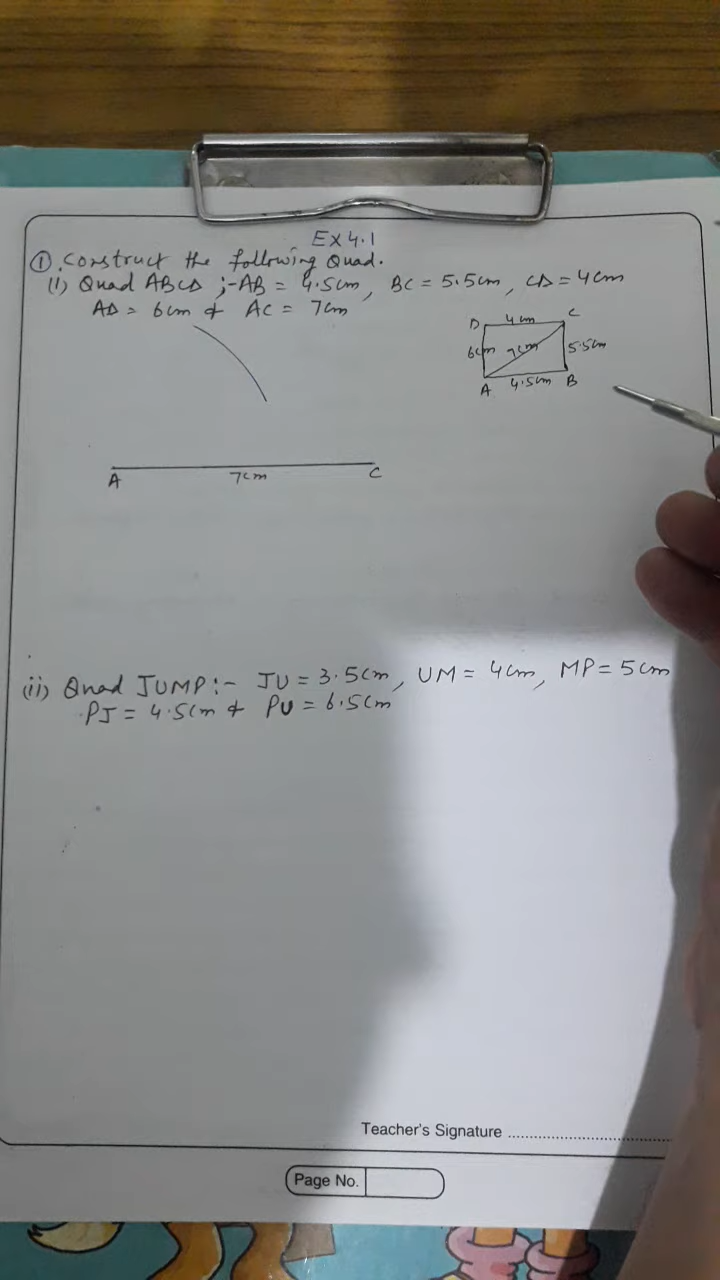 Ex 4.1
① Construct the following Quad.
(i) Quad ABCD ;- AB = 4.5cm, BC = 5.5cm, CD = 4cm
AD = 6cm & AC = 7cm
D 4cm C
6cm 7cm 5.5cm
A 4.5cm B
A 7cm C
(ii) Quad JUMP:- JU = 3.5cm, UM = 4cm, MP = 5cm
PJ = 4.5cm & PU = 6.5cm
Teacher's Signature ........................................
Page No.